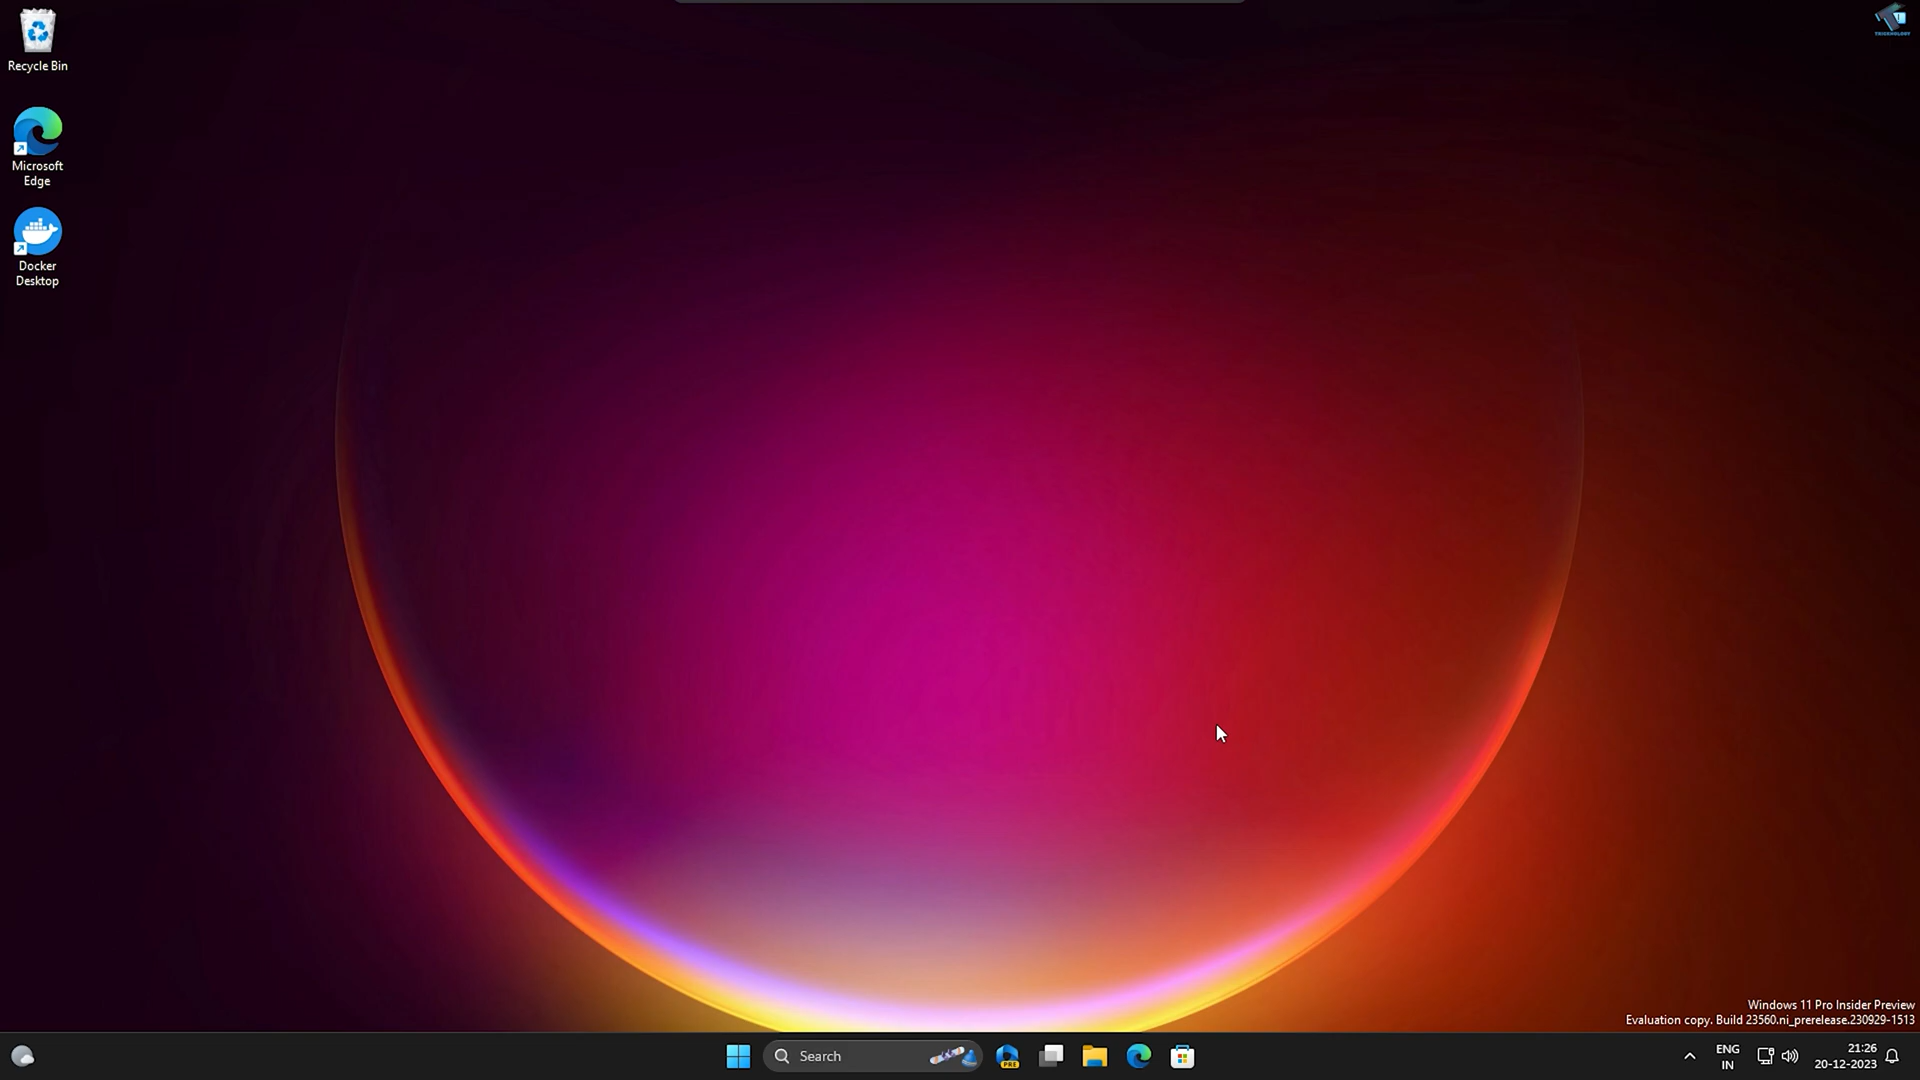 Recycle Bin
Microsoft
Edge
Docker
Desktop
Windows 11 Pro Insider Preview
Evaluation copy. Build 23560.ni_prerelease.230929-1513
Search
PRE
ENG
IN
21:26
20-12-2023